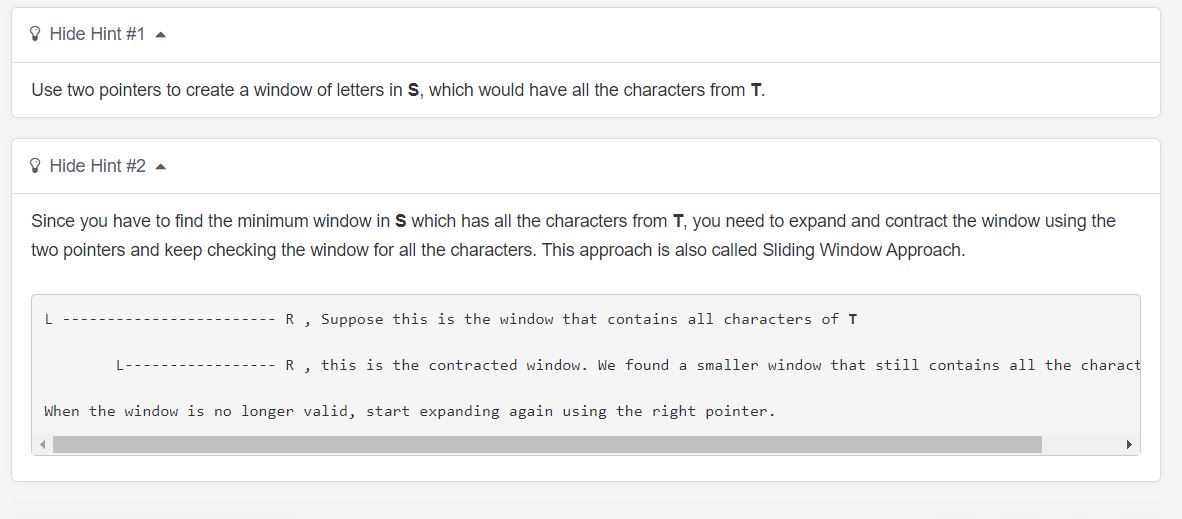 Hide Hint #1
Use two pointers to create a window of letters in S, which would have all the characters from T.
Hide Hint #2
Since you have to find the minimum window in S which has all the characters from T, you need to expand and contract the window using the
two pointers and keep checking the window for all the characters. This approach is also called Sliding Window Approach.
L ------------------------ R , Suppose this is the window that contains all characters of T
L----------------- R , this is the contracted window. We found a smaller window that still contains all the charact
When the window is no longer valid, start expanding again using the right pointer.